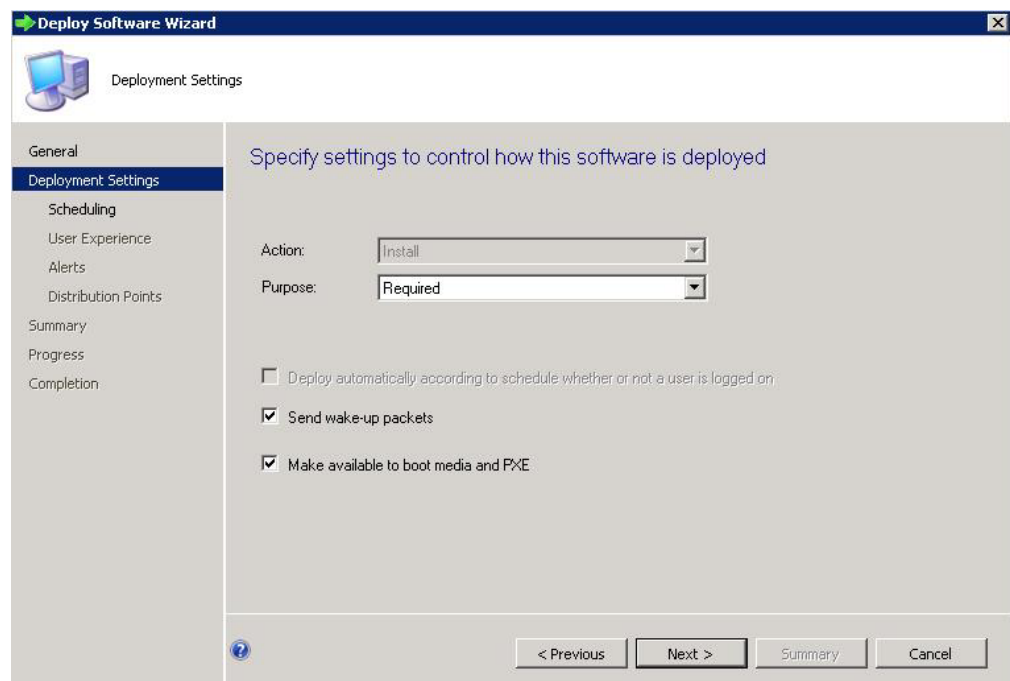 Deploy Software Wizard
Deployment Settings
General
Deployment Settings
Scheduling
User Experience
Alerts
Distribution Points
Summary
Progress
Completion
Specify settings to control how this software is deployed
Action: Install
Purpose: Required
Deploy automatically according to schedule whether or not a user is logged on
Send wake-up packets
Make available to boot media and PXE
< Previous Next > Summary Cancel